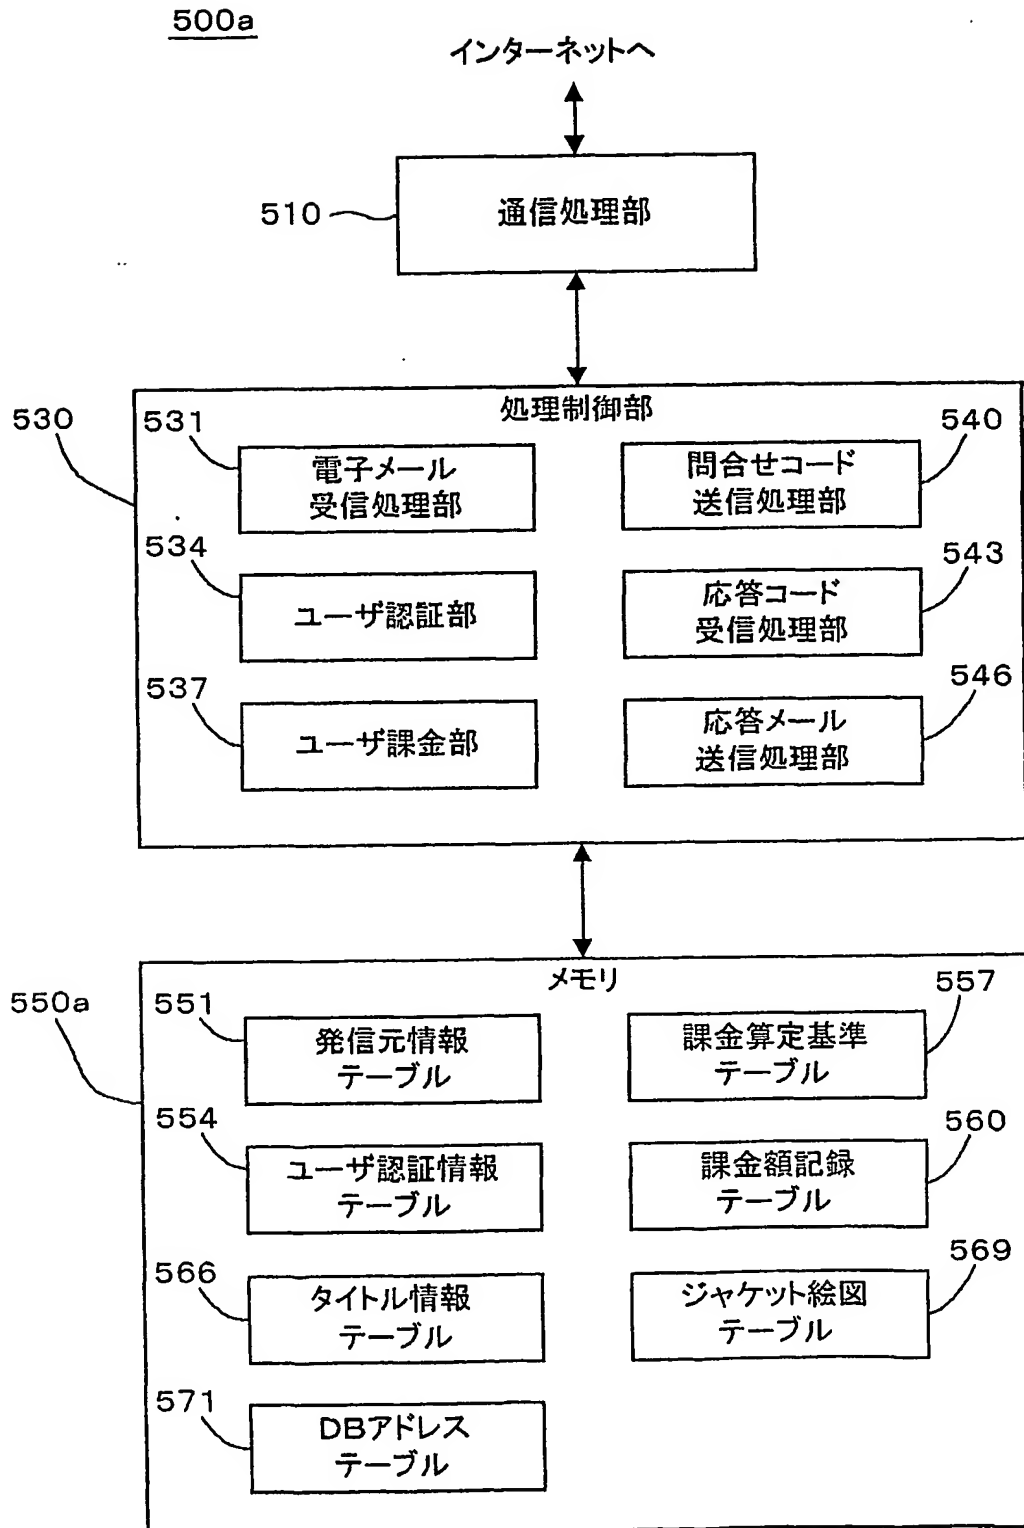 500a
インターネットへ
510
通信処理部
530
処理制御部
531
電子メール
受信処理部
540
問合せコード
送信処理部
534
ユーザ認証部
543
応答コード
受信処理部
537
ユーザ課金部
546
応答メール
送信処理部
550a
メモリ
551
発信元情報
テーブル
557
課金算定基準
テーブル
554
ユーザ認証情報
テーブル
560
課金額記録
テーブル
566
タイトル情報
テーブル
569
ジャケット絵図
テーブル
571
DBアドレス
テーブル